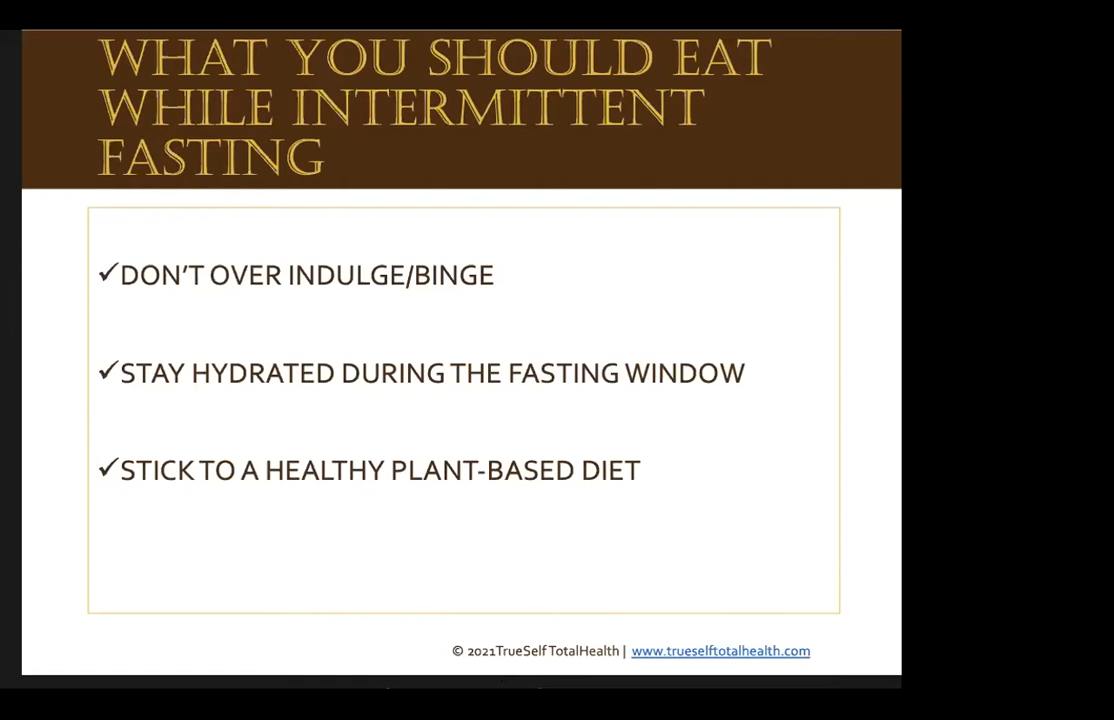 WHAT YOU SHOULD EAT
WHILE INTERMITTENT
FASTING
✓DON'T OVER INDULGE/BINGE
✓STAY HYDRATED DURING THE FASTING WINDOW
✓STICK TO A HEALTHY PLANT-BASED DIET
© 2021TrueSelf TotalHealth | www.trueselftotalhealth.com